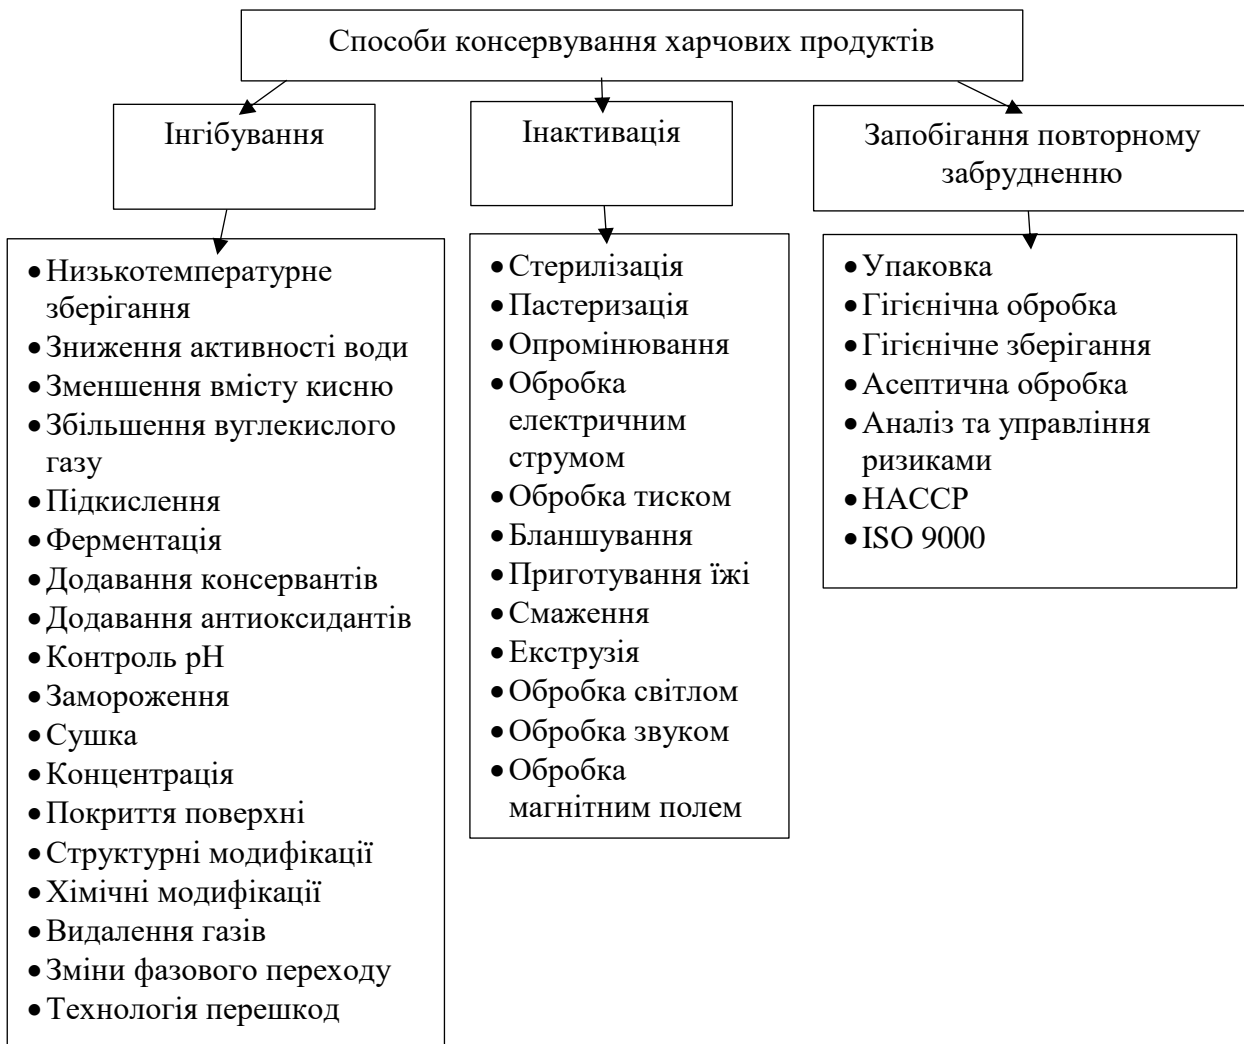 Способи консервування харчових продуктів
Інгібування
Інактивація
Запобігання повторному
забрудненню
• Низькотемпературне
зберігання
• Зниження активності води
• Зменшення вмісту кисню
• Збільшення вуглекислого
газу
• Підкислення
• Ферментація
• Додавання консервантів
• Додавання антиоксидантів
• Контроль рН
• Замороження
• Сушка
• Концентрація
• Покриття поверхні
• Структурні модифікації
• Хімічні модифікації
• Видалення газів
• Зміни фазового переходу
• Технологія перешкод
• Стерилізація
• Пастеризація
• Опромінювання
• Обробка
електричним
струмом
• Обробка тиском
• Бланшування
• Приготування їжі
• Смаження
• Екструзія
• Обробка світлом
• Обробка звуком
• Обробка
магнітним полем
• Упаковка
• Гігієнічна обробка
• Гігієнічне зберігання
• Асептична обробка
• Аналіз та управління
ризиками
• НАССР
• ISO 9000